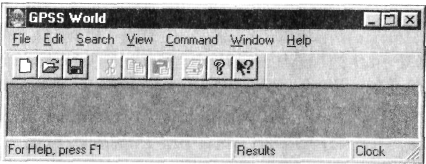 GPSS World
File Edit Search View Command Window Help
For Help, press F1 Results Clock